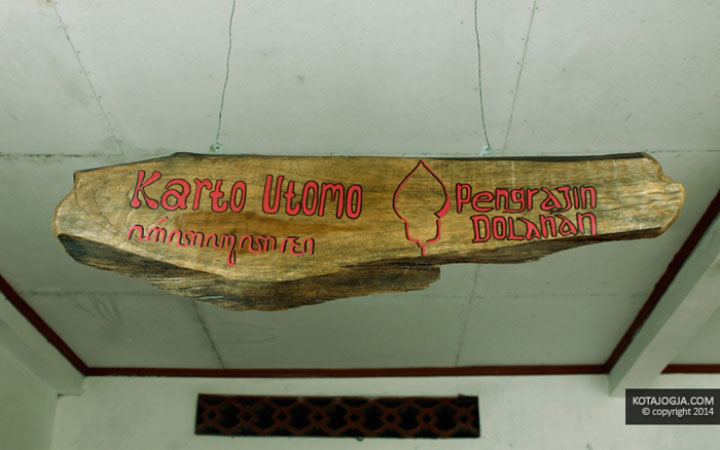 Karto Utomo
Pengrajin
DOLANAN
KOTAJOGJA.COM
© copyright 2014